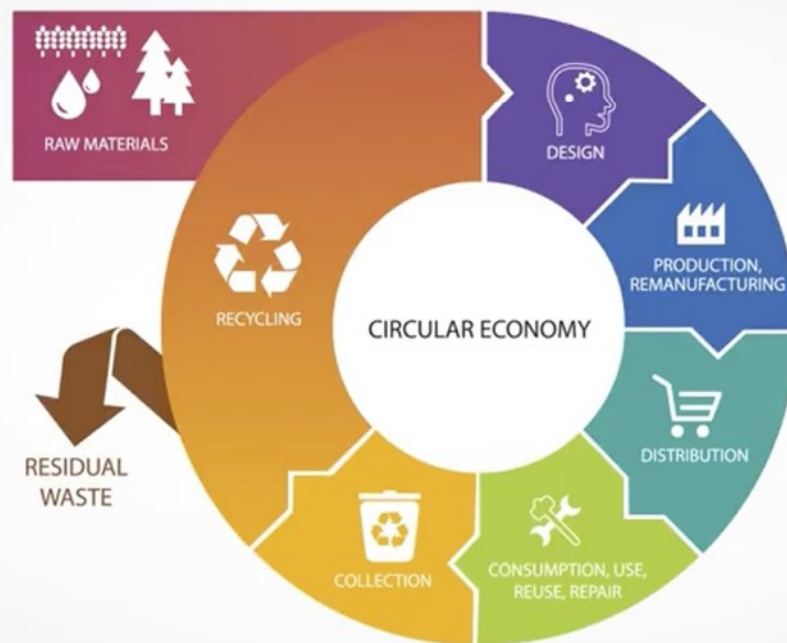 RAW MATERIALS
DESIGN
PRODUCTION,
REMANUFACTURING
RECYCLING
CIRCULAR ECONOMY
DISTRIBUTION
RESIDUAL
WASTE
COLLECTION
CONSUMPTION, USE,
REUSE, REPAIR